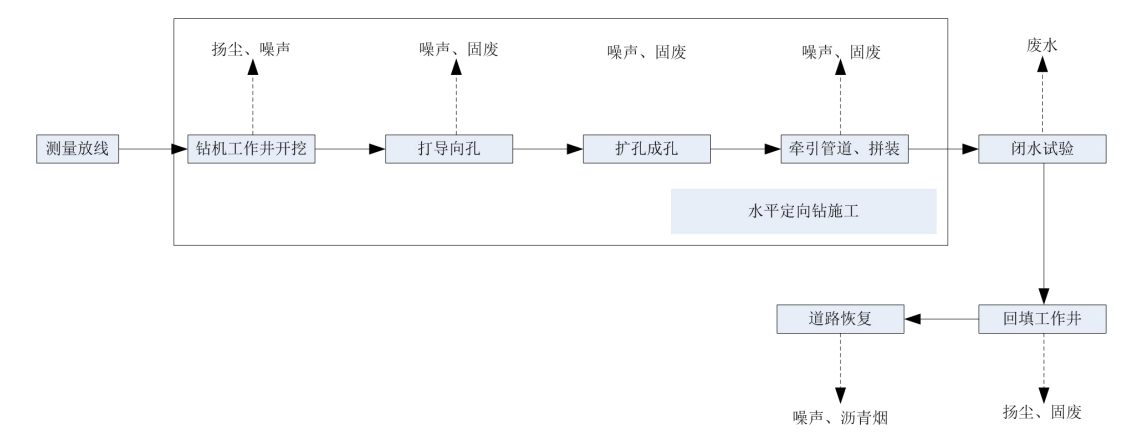 扬尘、噪声
噪声、固废
噪声、固废
噪声、固废
废水
测量放线
钻机工作井开挖
打导向孔
扩孔成孔
牵引管道、拼装
闭水试验
水平定向钻施工
道路恢复
回填工作井
噪声、沥青烟
扬尘、固废